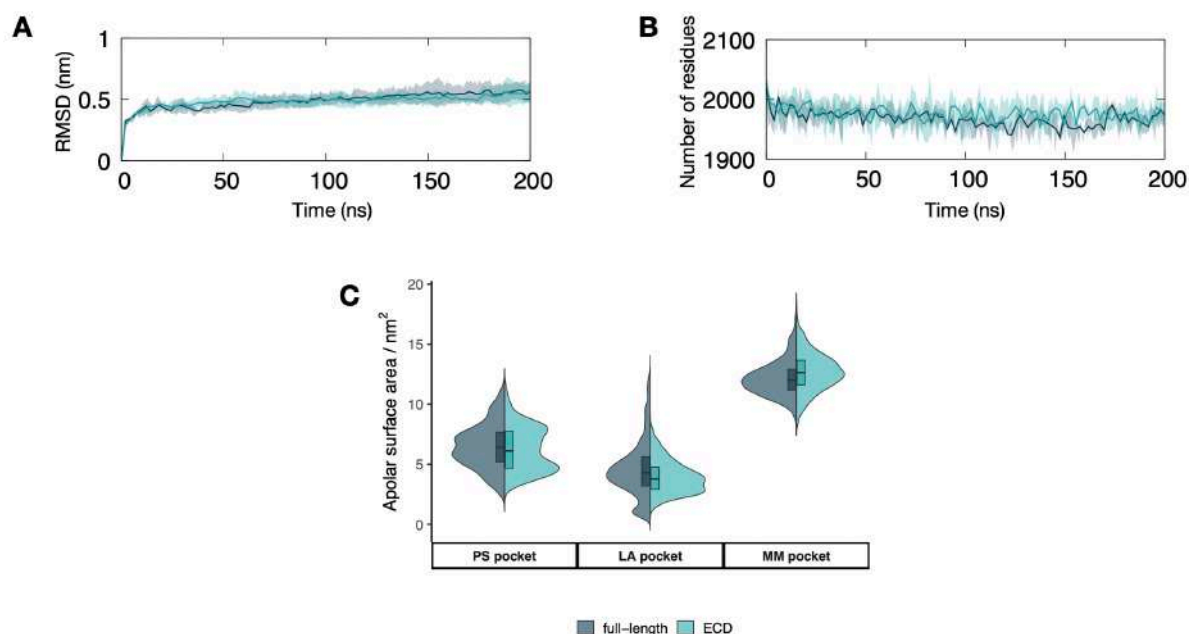 A
RMSD (nm)
1
0.5
0
0 50 100 150 200
Time (ns)
B
Number of residues
2100
2000
1900
0 50 100 150 200
Time (ns)
C
Apolar surface area / nm²
20
15
10
5
0
PS pocket LA pocket MM pocket
full-length ECD